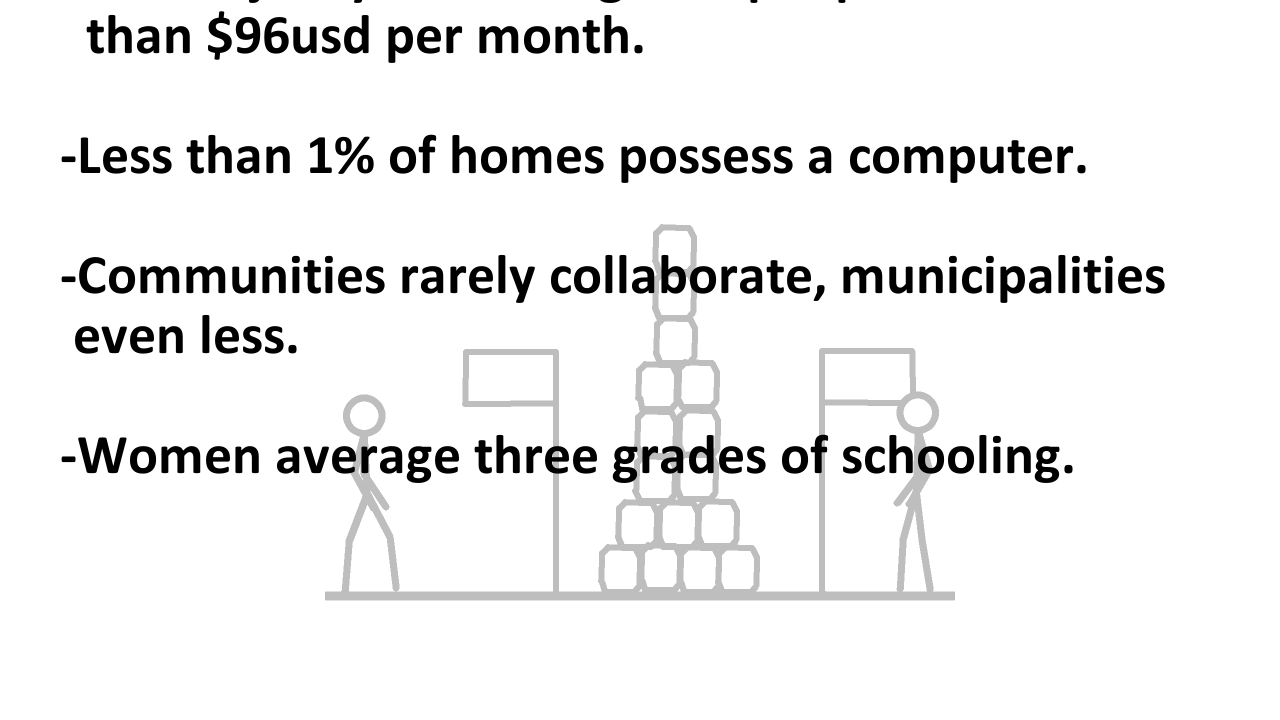 than $96usd per month.
-Less than 1% of homes possess a computer.
-Communities rarely collaborate, municipalities
even less.
-Women average three grades of schooling.